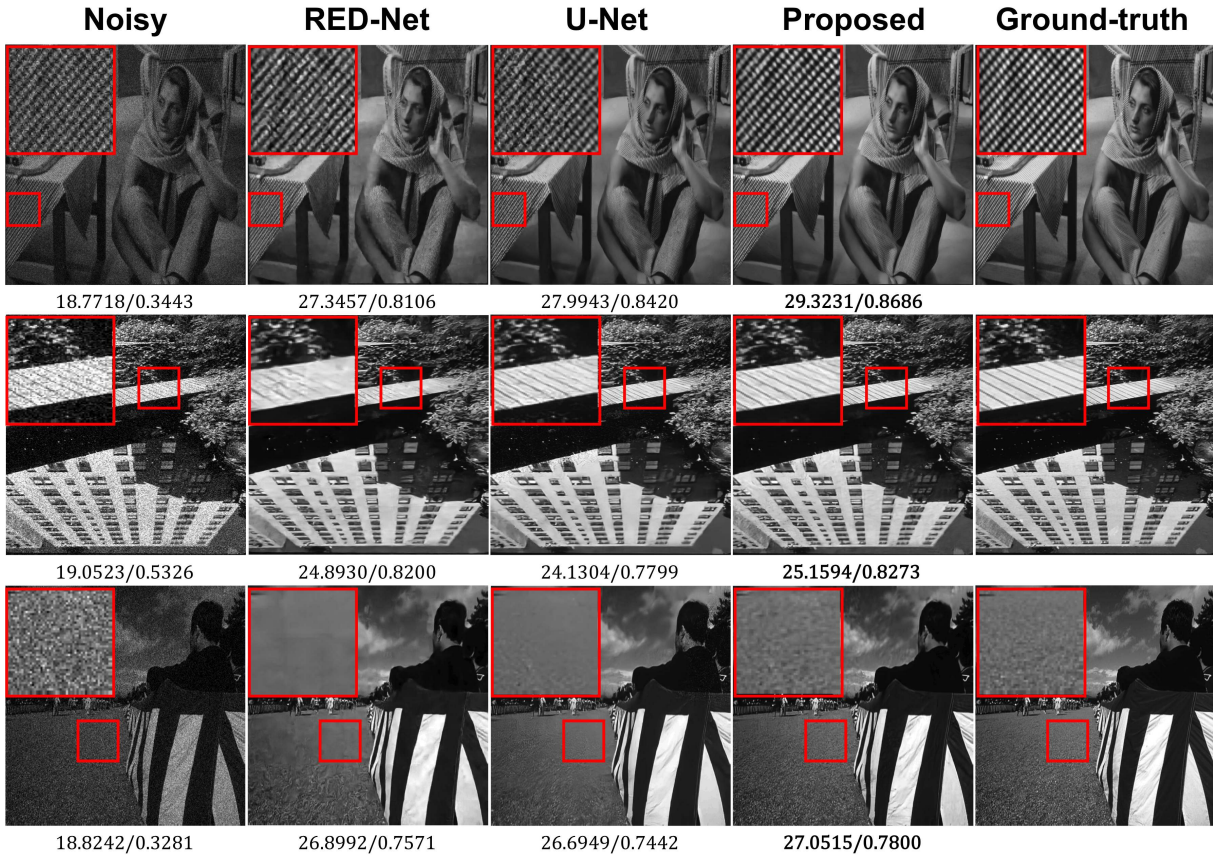 Noisy RED-Net U-Net Proposed Ground-truth
18.7718/0.3443 27.3457/0.8106 27.9943/0.8420 29.3231/0.8686
19.0523/0.5326 24.8930/0.8200 24.1304/0.7799 25.1594/0.8273
18.8242/0.3281 26.8992/0.7571 26.6949/0.7442 27.0515/0.7800